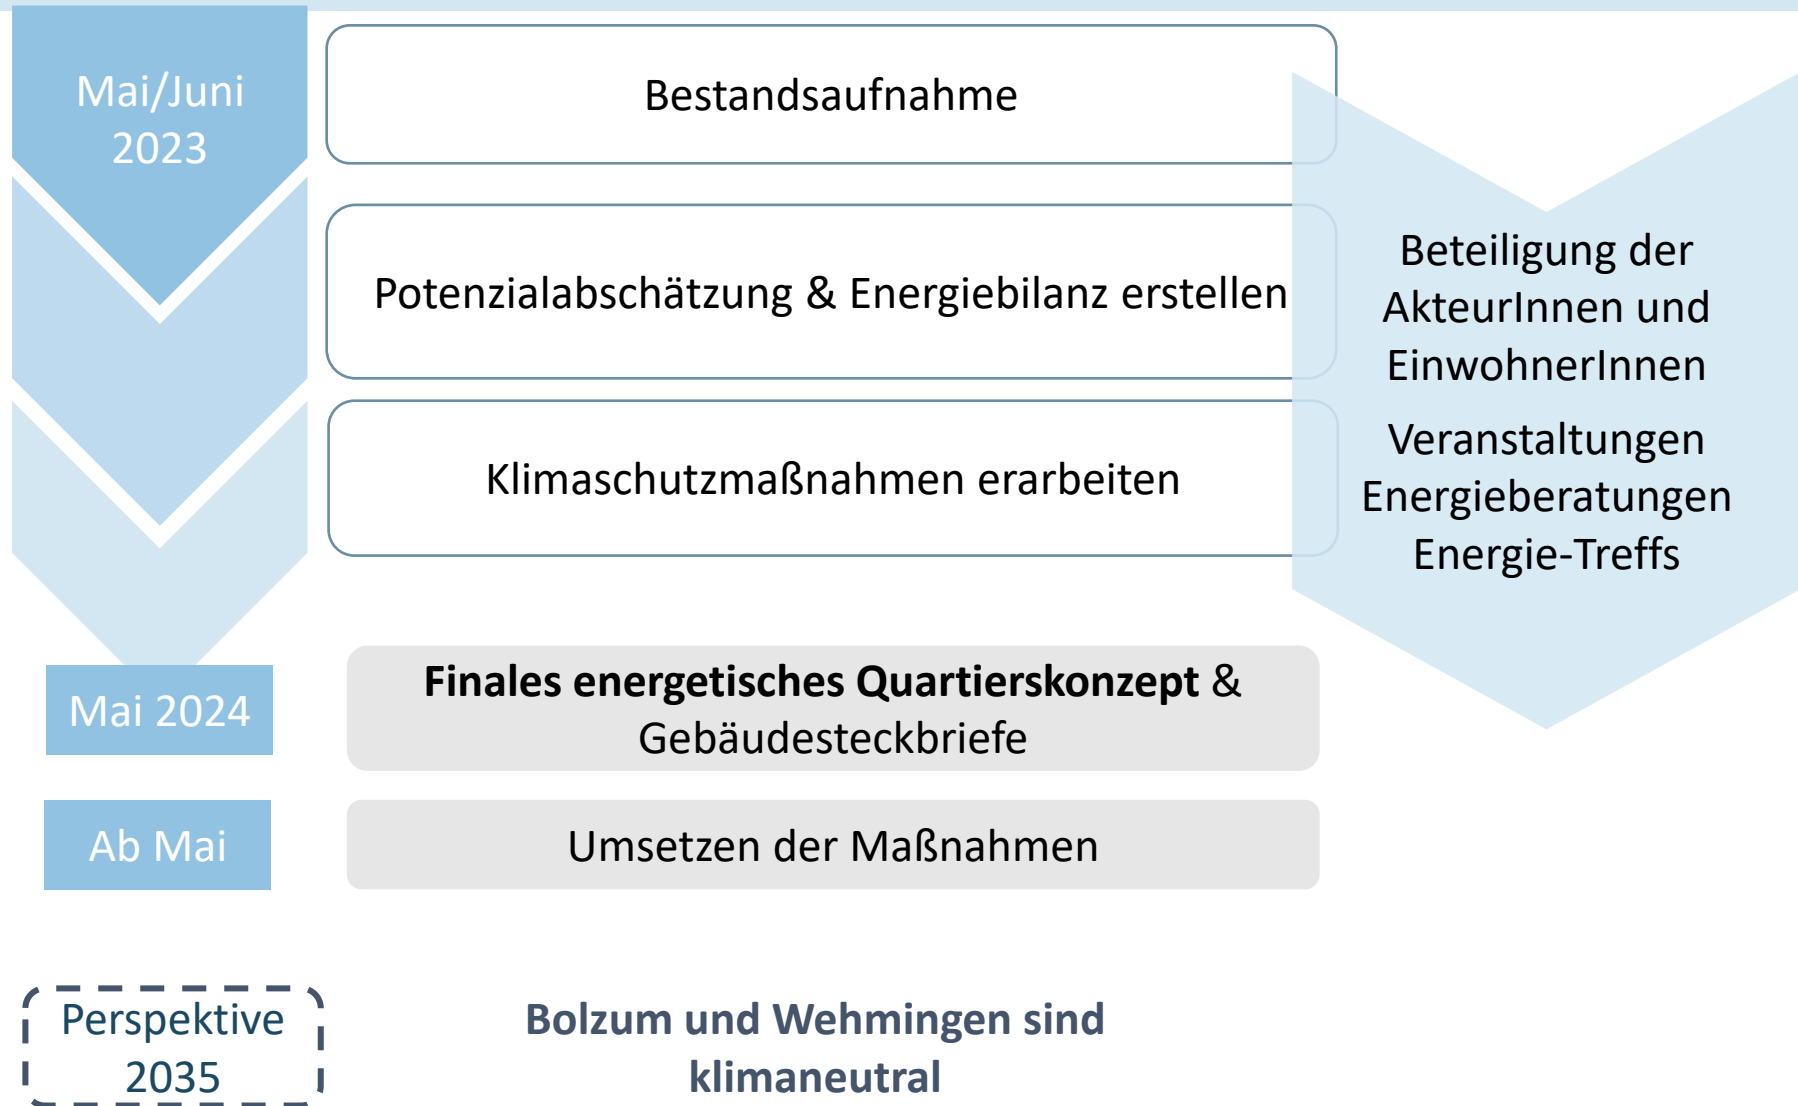 Mai/Juni
2023
Bestandsaufnahme
Potenzialabschätzung & Energiebilanz erstellen
Klimaschutzmaßnahmen erarbeiten
Beteiligung der
AkteurInnen und
EinwohnerInnen
Veranstaltungen
Energieberatungen
Energie-Treffs
Mai 2024
Finales energetisches Quartierskonzept &
Gebäudesteckbriefe
Ab Mai
Umsetzen der Maßnahmen
Perspektive
2035
Bolzum und Wehmingen sind
klimaneutral